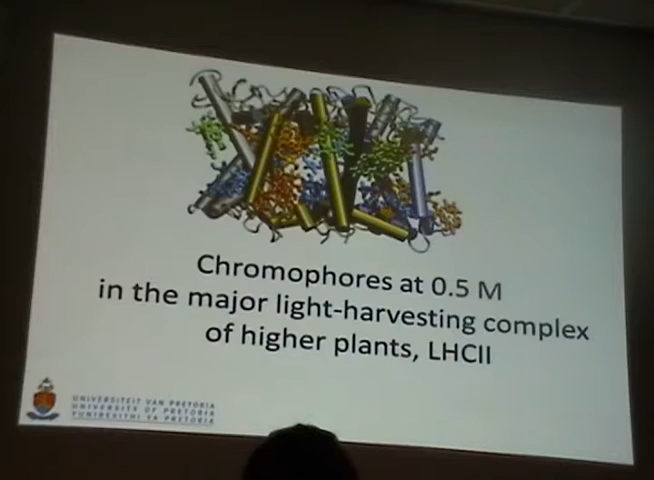 Chromophores at 0.5 M
in the major light-harvesting complex
of higher plants, LHCII
UNIVERSITEIT VAN PRETORIA
UNIVERSITY OF PRETORIA
YUNIBESITHI YA PRETORIA